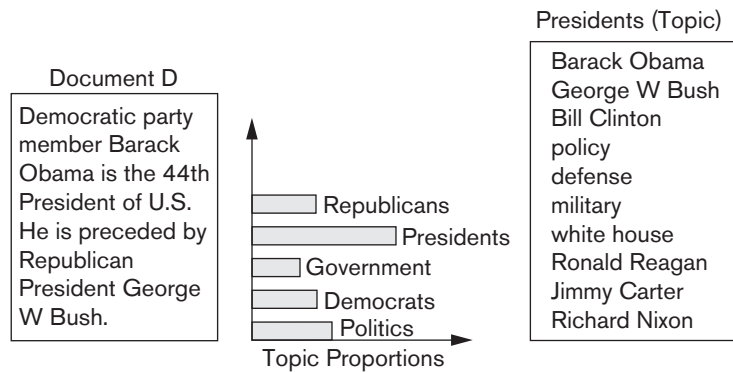 Document D
Democratic party
member Barack
Obama is the 44th
President of U.S.
He is preceded by
Republican
President George
W Bush.
Republicans
Presidents
Government
Democrats
Politics
Topic Proportions
Presidents (Topic)
Barack Obama
George W Bush
Bill Clinton
policy
defense
military
white house
Ronald Reagan
Jimmy Carter
Richard Nixon